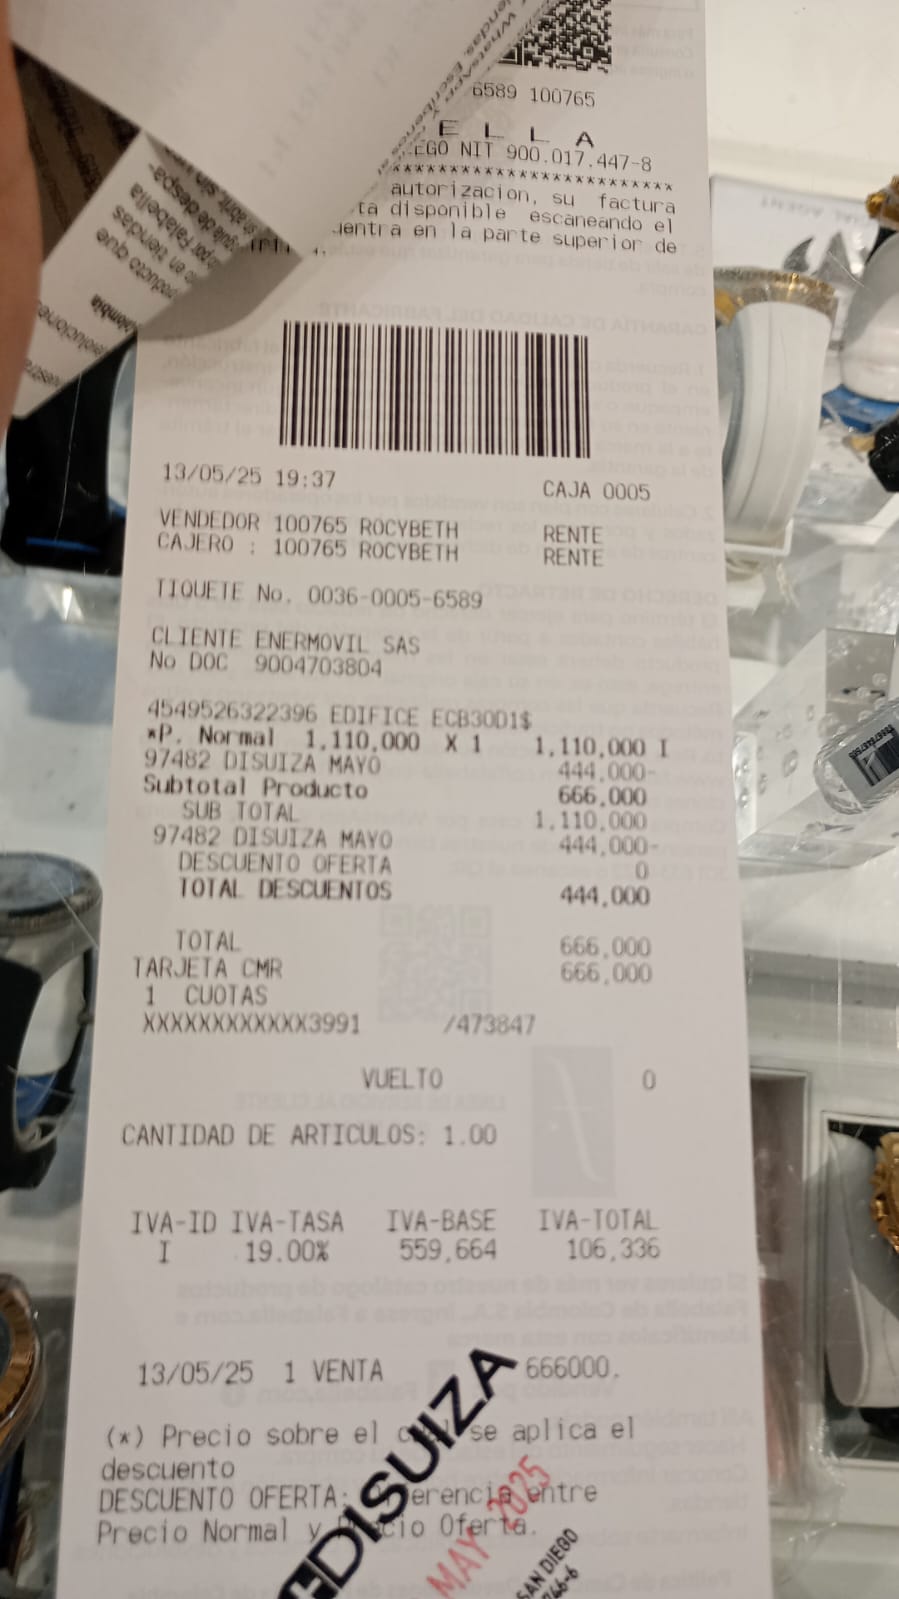 6589 100765
E L L A
EGO NIT 900.017.447-8
*************************
autorizacion, su factura
ta disponible escaneando el
uentra en la parte superior de
13/05/25 19:37 CAJA 0005
VENDEDOR 100765 ROCYBETH RENTE
CAJERO : 100765 ROCYBETH RENTE
TIQUETE No. 0036-0005-6589
CLIENTE ENERMOVIL SAS
No DOC 9004703804
4549526322396 EDIFICE ECB30D1$
*P. Normal 1,110,000 X 1 1,110,000 I
97482 DISUIZA MAYO 444,000-
Subtotal Producto 666,000
SUB TOTAL 1,110,000
97482 DISUIZA MAYO 444,000-
DESCUENTO OFERTA 0
TOTAL DESCUENTOS 444,000
TOTAL 666,000
TARJETA CMR 666,000
1 CUOTAS
XXXXXXXXXXXX3991 /473847
VUELTO 0
CANTIDAD DE ARTICULOS: 1.00
IVA-ID IVA-TASA IVA-BASE IVA-TOTAL
I 19.00% 559,664 106,336
13/05/25 1 VENTA 666000.
(*) Precio sobre el se aplica el
descuento
DESCUENTO OFERTA: erencia entre
Precio Normal y cio Oferta.
DISUIZA
MAY 2025
SAN DIEGO